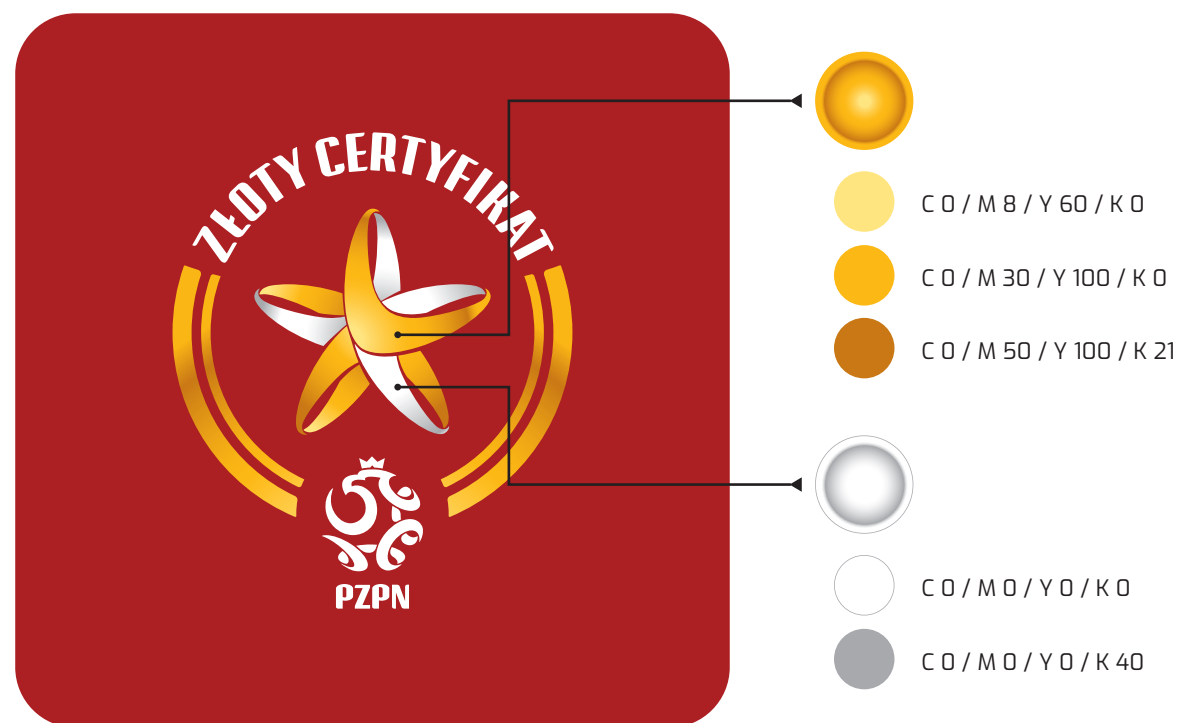 ZŁOTY CERTYFIKAT
PZPN
C 0 / M 8 / Y 60 / K 0
C 0 / M 30 / Y 100 / K 0
C 0 / M 50 / Y 100 / K 21
C 0 / M 0 / Y 0 / K 0
C 0 / M 0 / Y 0 / K 40